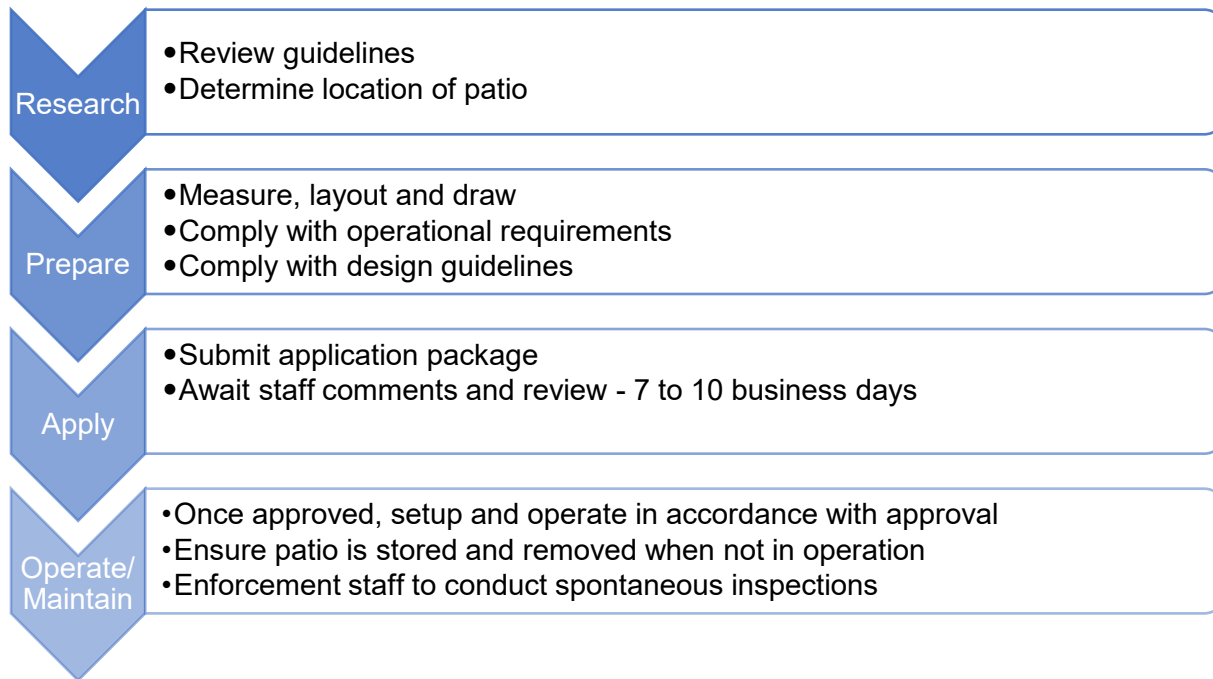 Research
•Review guidelines
•Determine location of patio
Prepare
•Measure, layout and draw
•Comply with operational requirements
•Comply with design guidelines
Apply
•Submit application package
•Await staff comments and review - 7 to 10 business days
Operate/
Maintain
•Once approved, setup and operate in accordance with approval
•Ensure patio is stored and removed when not in operation
•Enforcement staff to conduct spontaneous inspections